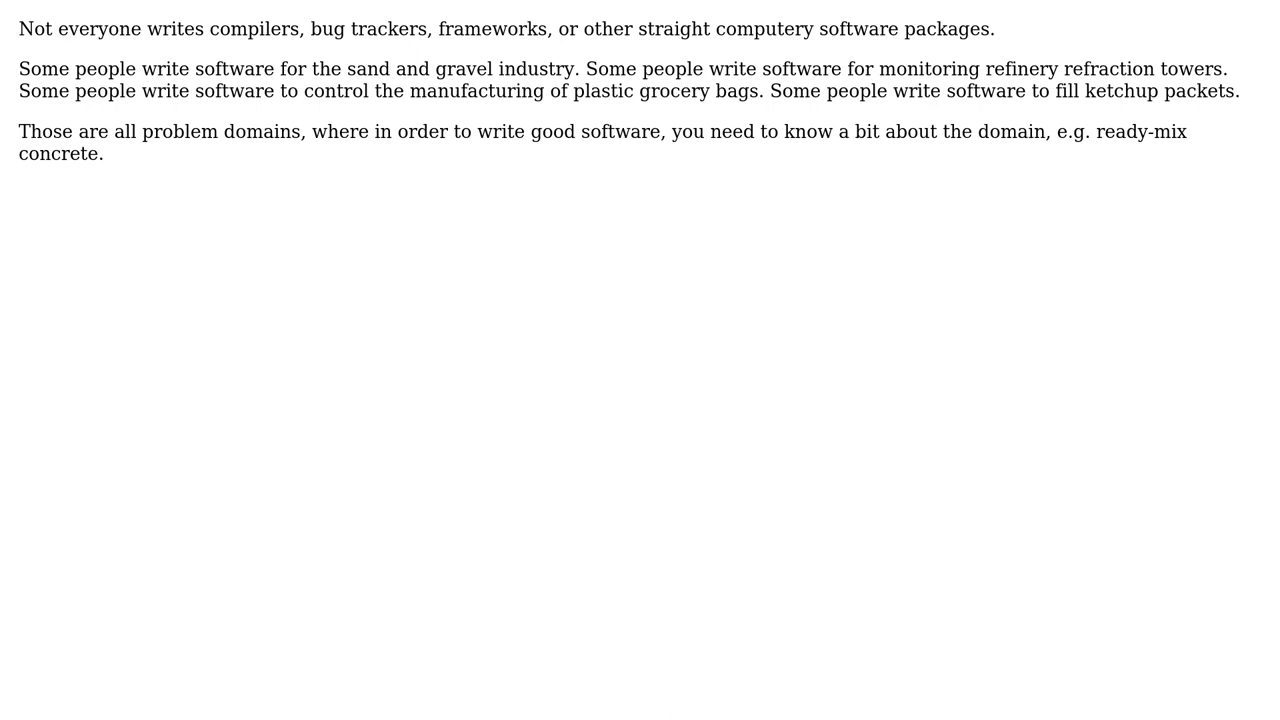 Not everyone writes compilers, bug trackers, frameworks, or other straight computery software packages.
Some people write software for the sand and gravel industry. Some people write software for monitoring refinery refraction towers.
Some people write software to control the manufacturing of plastic grocery bags. Some people write software to fill ketchup packets.
Those are all problem domains, where in order to write good software, you need to know a bit about the domain, e.g. ready-mix
concrete.